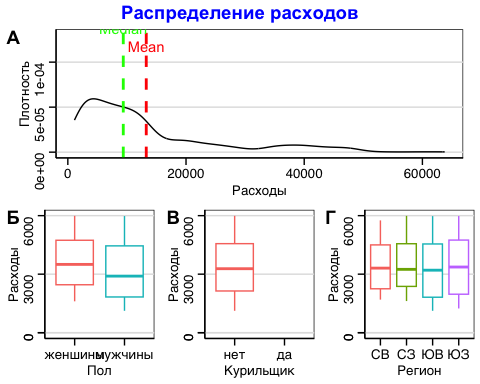 Распределение расходов
А
Median
Mean
Плотность
0e+00 5e-05 1e-04
0 20000 40000 60000
Расходы
Б В Г
Расходы Расходы Расходы
0 3000 6000
0 3000 6000
0 3000 6000
женщины мужчины
нет да
СВ СЗ ЮВ ЮЗ
Пол Курильщик Регион